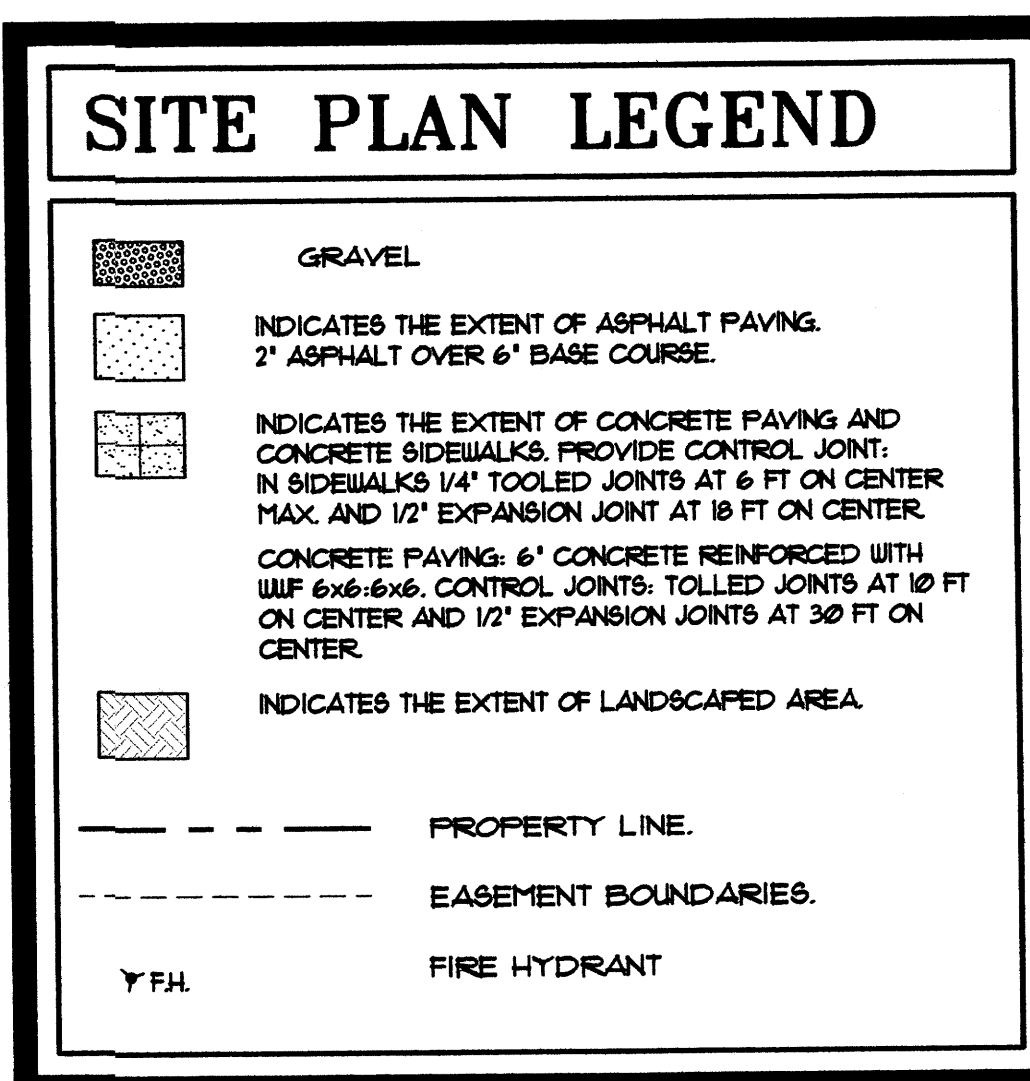 SITE PLAN LEGEND
GRAVEL
INDICATES THE EXTENT OF ASPHALT PAVING.
2" ASPHALT OVER 6" BASE COURSE.
INDICATES THE EXTENT OF CONCRETE PAVING AND
CONCRETE SIDEWALKS. PROVIDE CONTROL JOINT:
IN SIDEWALKS 1/4" TOOLED JOINTS AT 6 FT ON CENTER
MAX. AND 1/2" EXPANSION JOINT AT 18 FT ON CENTER.
CONCRETE PAVING: 6" CONCRETE REINFORCED WITH
WWF 6x6:6x6. CONTROL JOINTS: TOLLED JOINTS AT 10 FT
ON CENTER AND 1/2" EXPANSION JOINTS AT 30 FT ON
CENTER.
INDICATES THE EXTENT OF LANDSCAPED AREA.
PROPERTY LINE.
EASEMENT BOUNDARIES.
F.H. FIRE HYDRANT